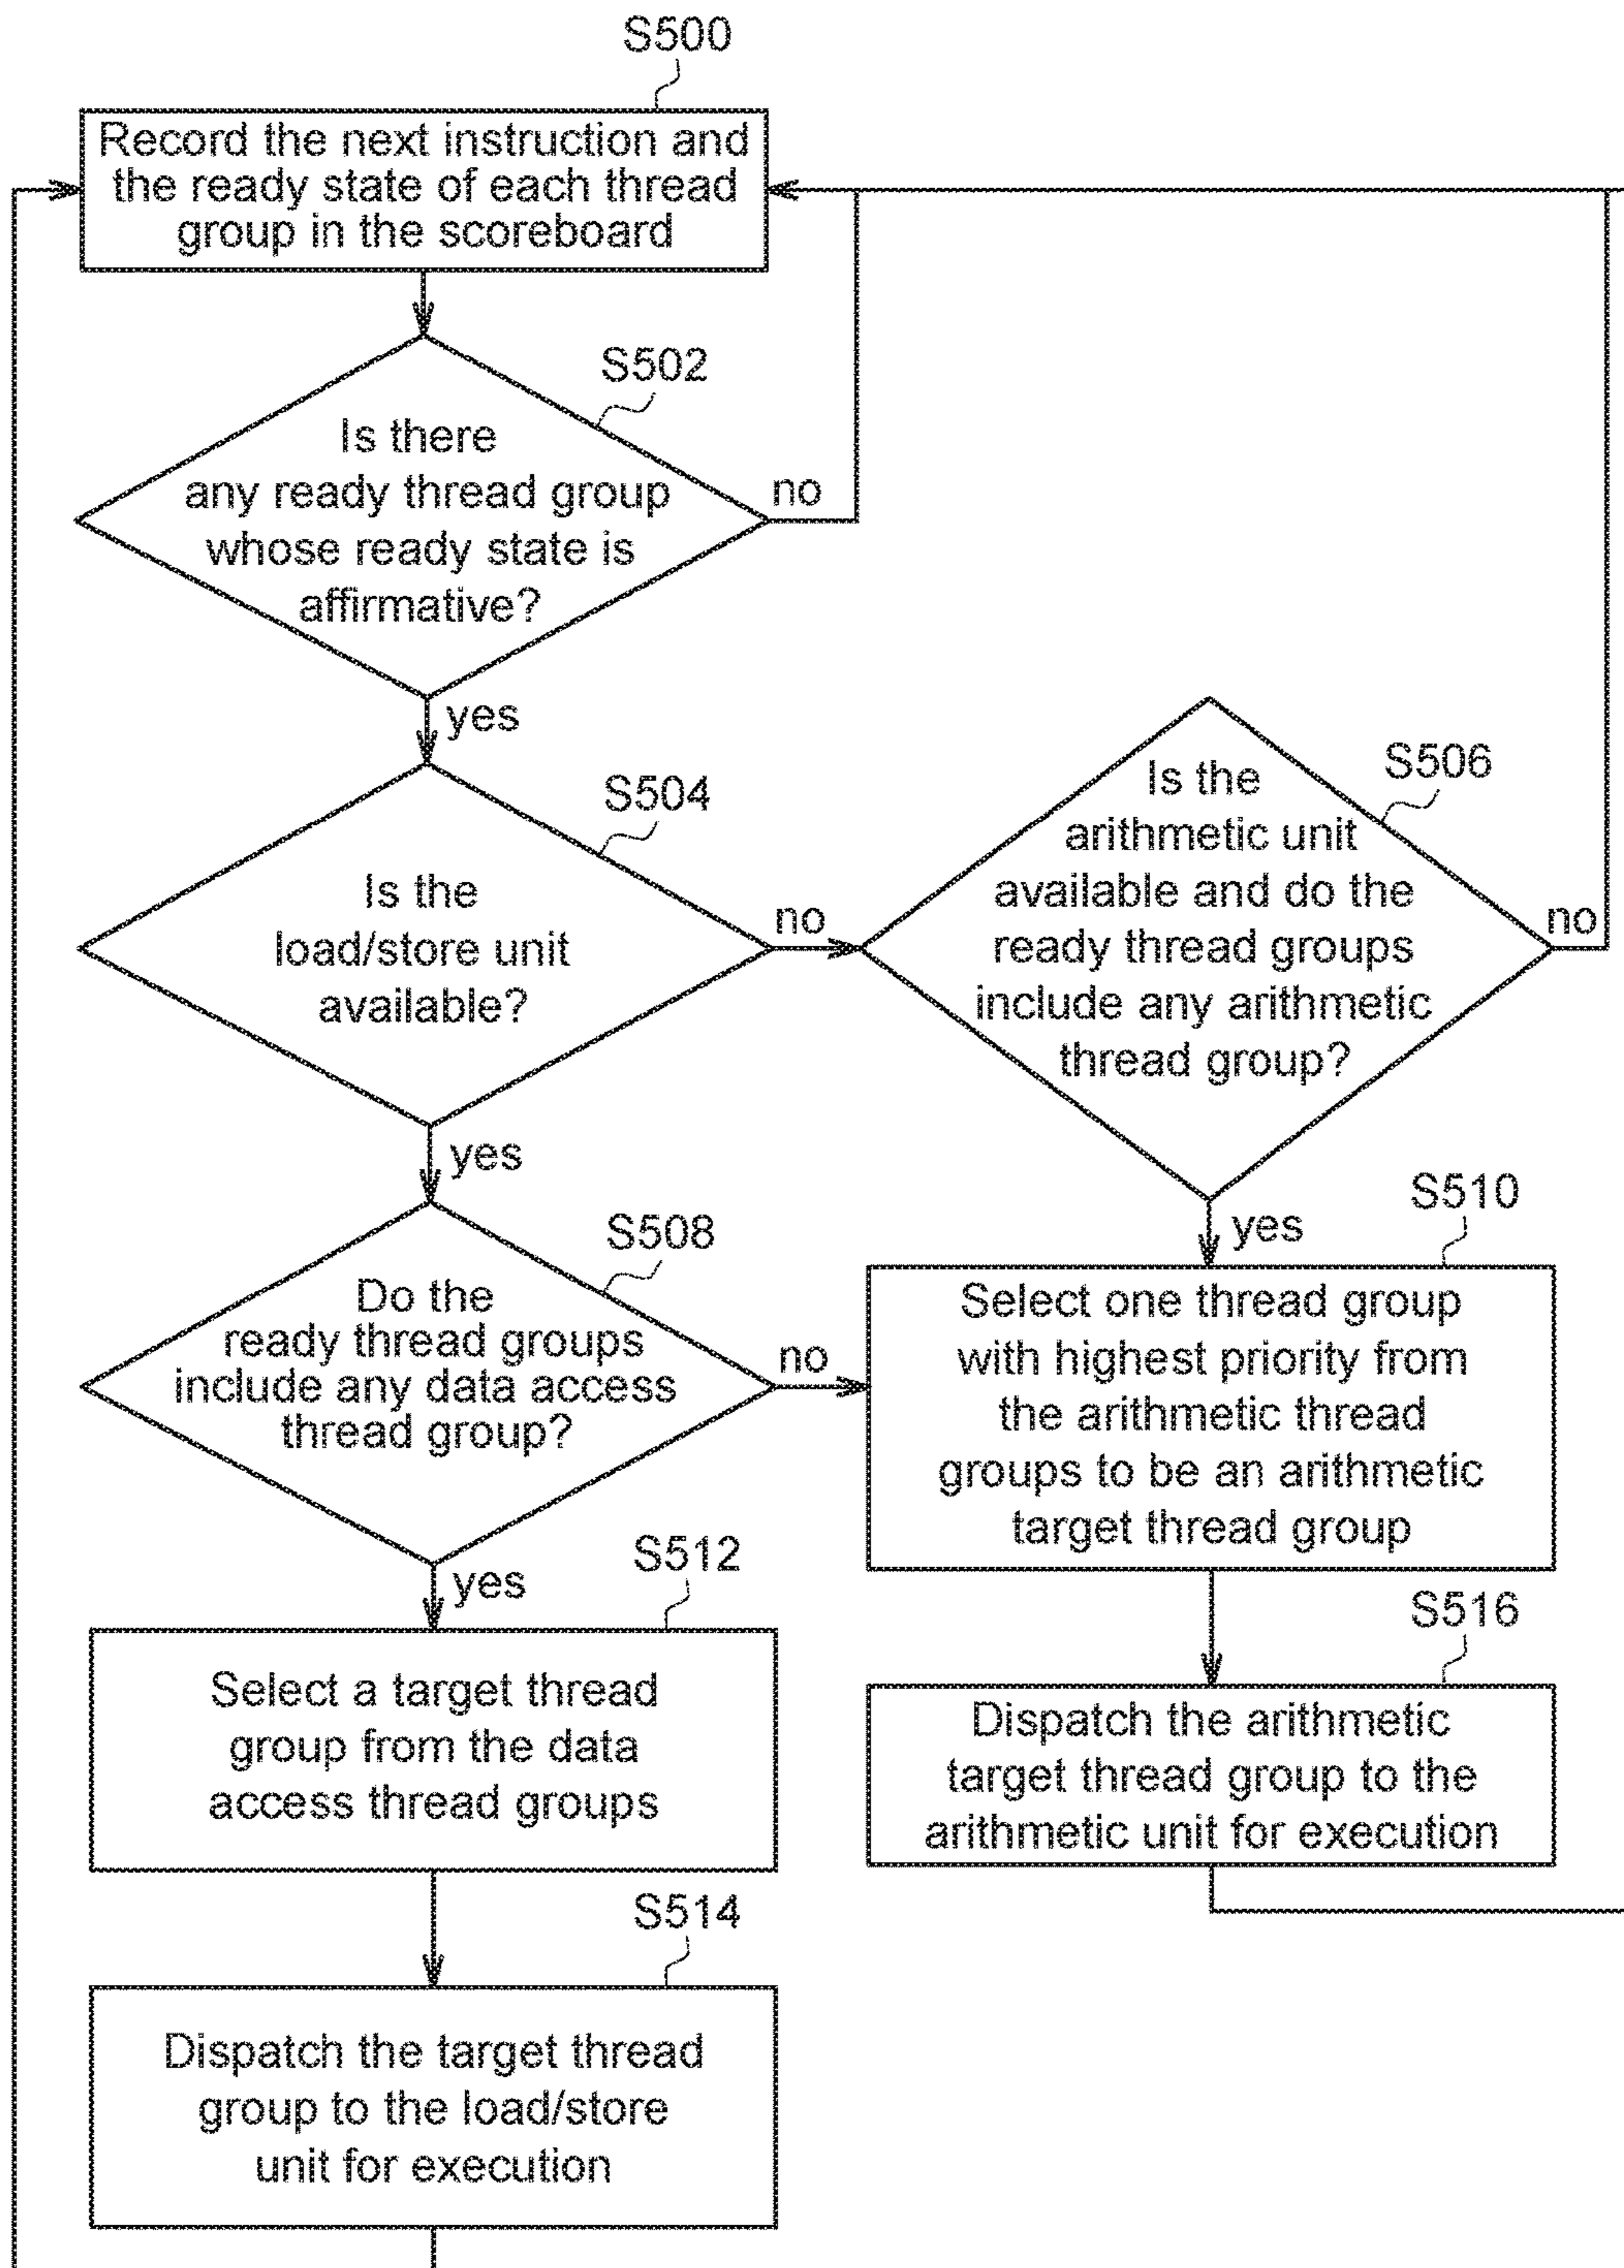 S500
Record the next instruction and
the ready state of each thread
group in the scoreboard
S502
Is there
any ready thread group
whose ready state is
affirmative?
no
yes
S504
Is the
load/store unit
available?
no
yes
S506
Is the
arithmetic unit
available and do the
ready thread groups
include any arithmetic
thread group?
no
yes
S508
Do the
ready thread groups
include any data access
thread group?
no
yes
S510
Select one thread group
with highest priority from
the arithmetic thread
groups to be an arithmetic
target thread group
S512
Select a target thread
group from the data
access thread groups
S516
Dispatch the arithmetic
target thread group to the
arithmetic unit for execution
S514
Dispatch the target thread
group to the load/store
unit for execution